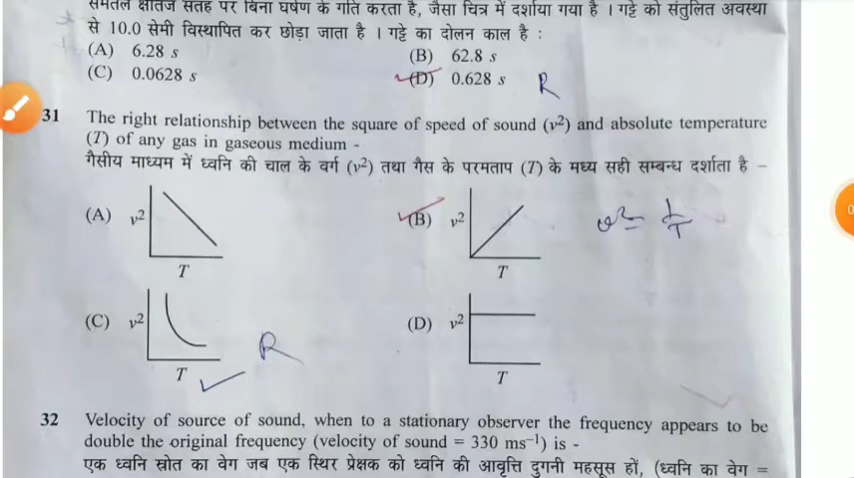 समतल क्षैतिज सतह पर बिना घर्षण के गति करता है, जैसा चित्र में दर्शाया गया है । गट्टे को संतुलित अवस्था
से 10.0 सेमी विस्थापित कर छोड़ा जाता है । गट्टे का दोलन काल है :
(A) 6.28 s (B) 62.8 s
(C) 0.0628 s (D) 0.628 s R
31 The right relationship between the square of speed of sound (v²) and absolute temperature
(T) of any gas in gaseous medium -
गैसीय माध्यम में ध्वनि की चाल के वर्ग (v²) तथा गैस के परमताप (T) के मध्य सही सम्बन्ध दर्शाता है –
(A) v² (B) v²
T T
(C) v² R (D) v²
T T
32 Velocity of source of sound, when to a stationary observer the frequency appears to be
double the original frequency (velocity of sound = 330 ms⁻¹) is -
एक ध्वनि स्रोत का वेग जब एक स्थिर प्रेक्षक को ध्वनि की आवृत्ति दुगनी महसूस हों, (ध्वनि का वेग =